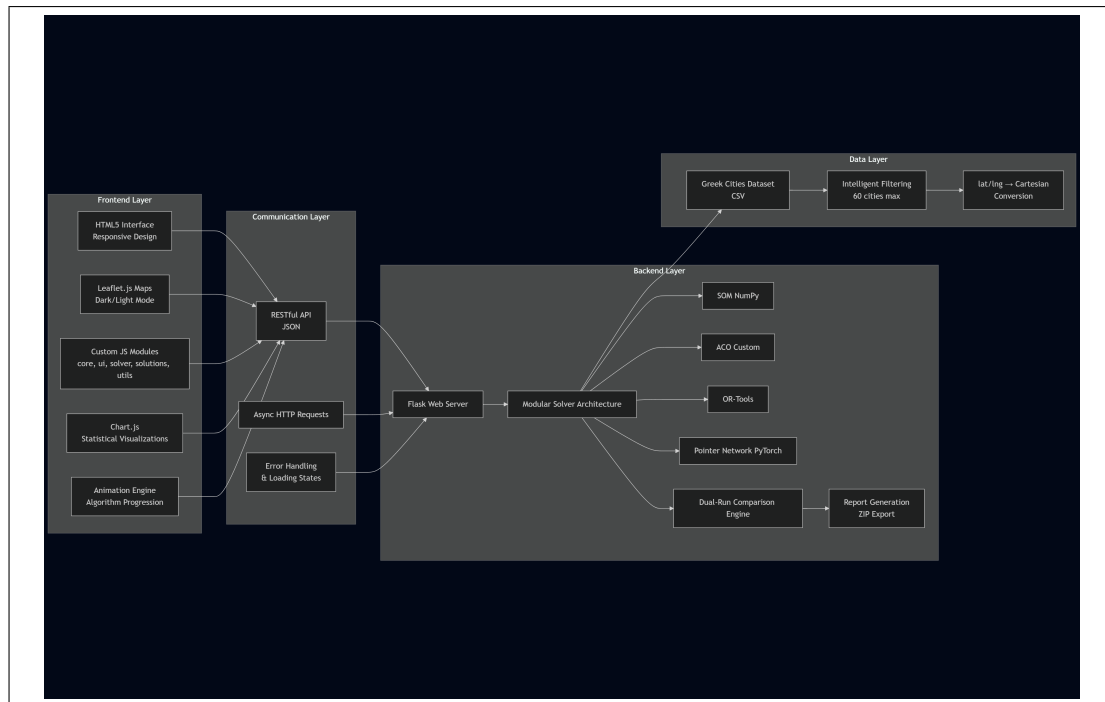 Frontend Layer
HTML5 Interface
Responsive Design
Leaflet.js Maps
Dark/Light Mode
Custom JS Modules
core, ui, solver, solutions,
utils
Chart.js
Statistical Visualizations
Animation Engine
Algorithm Progression
Communication Layer
RESTful API
JSON
Async HTTP Requests
Error Handling
& Loading States
Backend Layer
Flask Web Server
Modular Solver Architecture
SOM NumPy
ACO Custom
OR-Tools
Pointer Network PyTorch
Dual-Run Comparison
Engine
Report Generation
ZIP Export
Data Layer
Greek Cities Dataset
CSV
Intelligent Filtering
60 cities max
lat/lng → Cartesian
Conversion